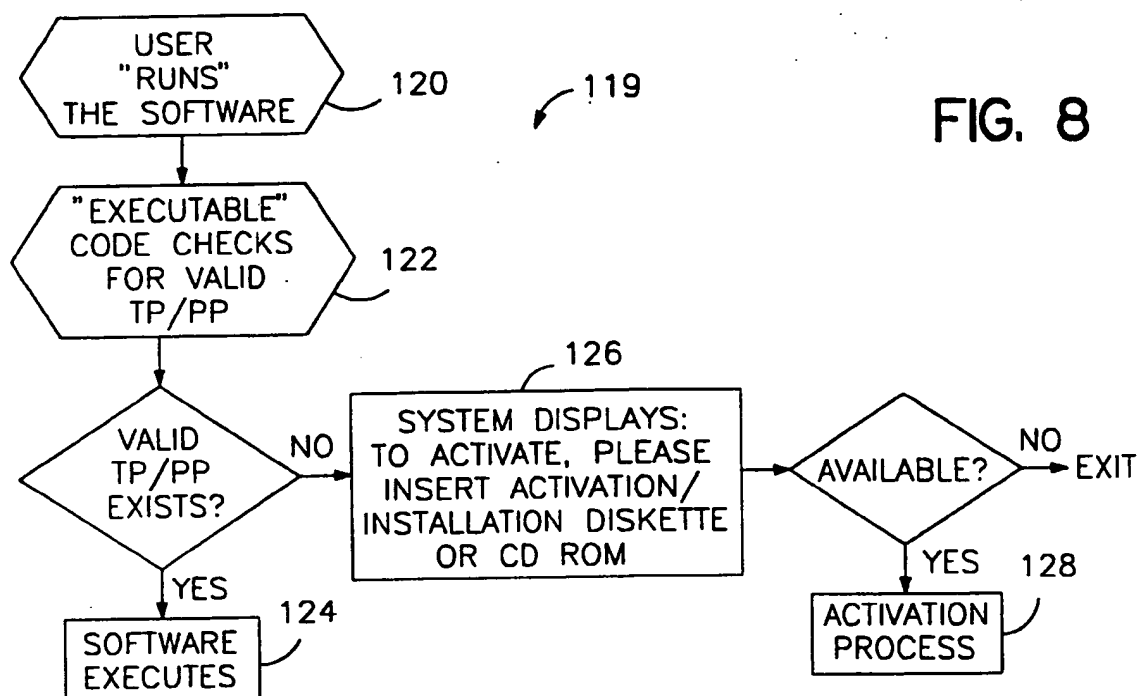 USER
"RUNS"
THE SOFTWARE
120
119
FIG. 8
"EXECUTABLE"
CODE CHECKS
FOR VALID
TP/PP
122
VALID
TP/PP
EXISTS?
NO
YES
124
SOFTWARE
EXECUTES
126
SYSTEM DISPLAYS:
TO ACTIVATE, PLEASE
INSERT ACTIVATION/
INSTALLATION DISKETTE
OR CD ROM
AVAILABLE?
NO
EXIT
YES
128
ACTIVATION
PROCESS